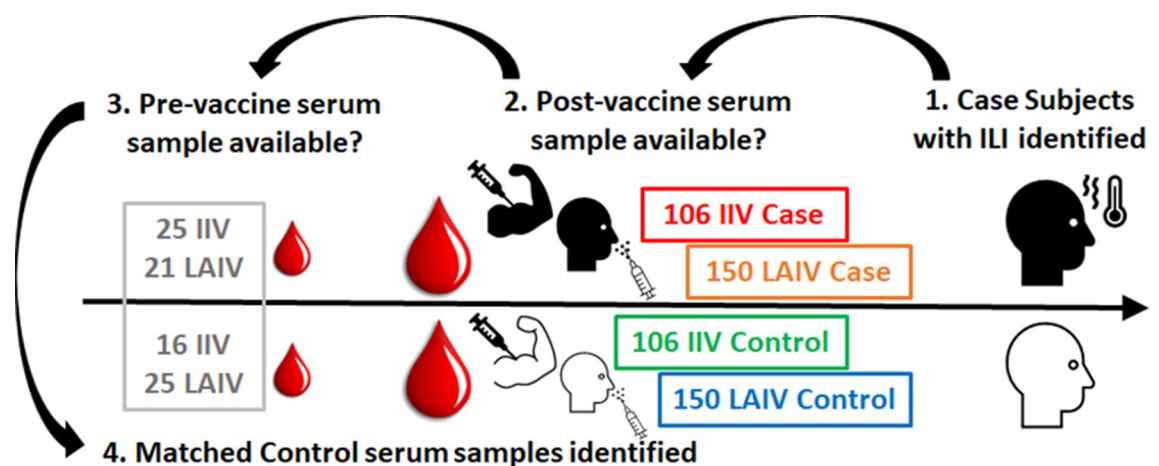 3. Pre-vaccine serum
sample available?
2. Post-vaccine serum
sample available?
1. Case Subjects
with ILI identified
25 IIV
21 LAIV
106 IIV Case
150 LAIV Case
16 IIV
25 LAIV
106 IIV Control
150 LAIV Control
4. Matched Control serum samples identified